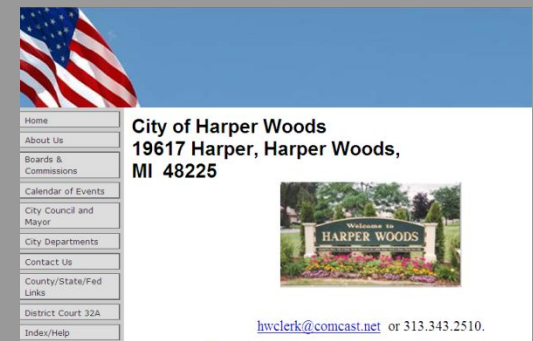 Home
About Us
Boards &
Commissions
Calendar of Events
City Council and
Mayor
City Departments
Contact Us
County/State/Fed
Links
District Court 32A
Index/Help
City of Harper Woods
19617 Harper, Harper Woods,
MI 48225
Welcome to
HARPER WOODS
hwclerk@comcast.net or 313.343.2510.